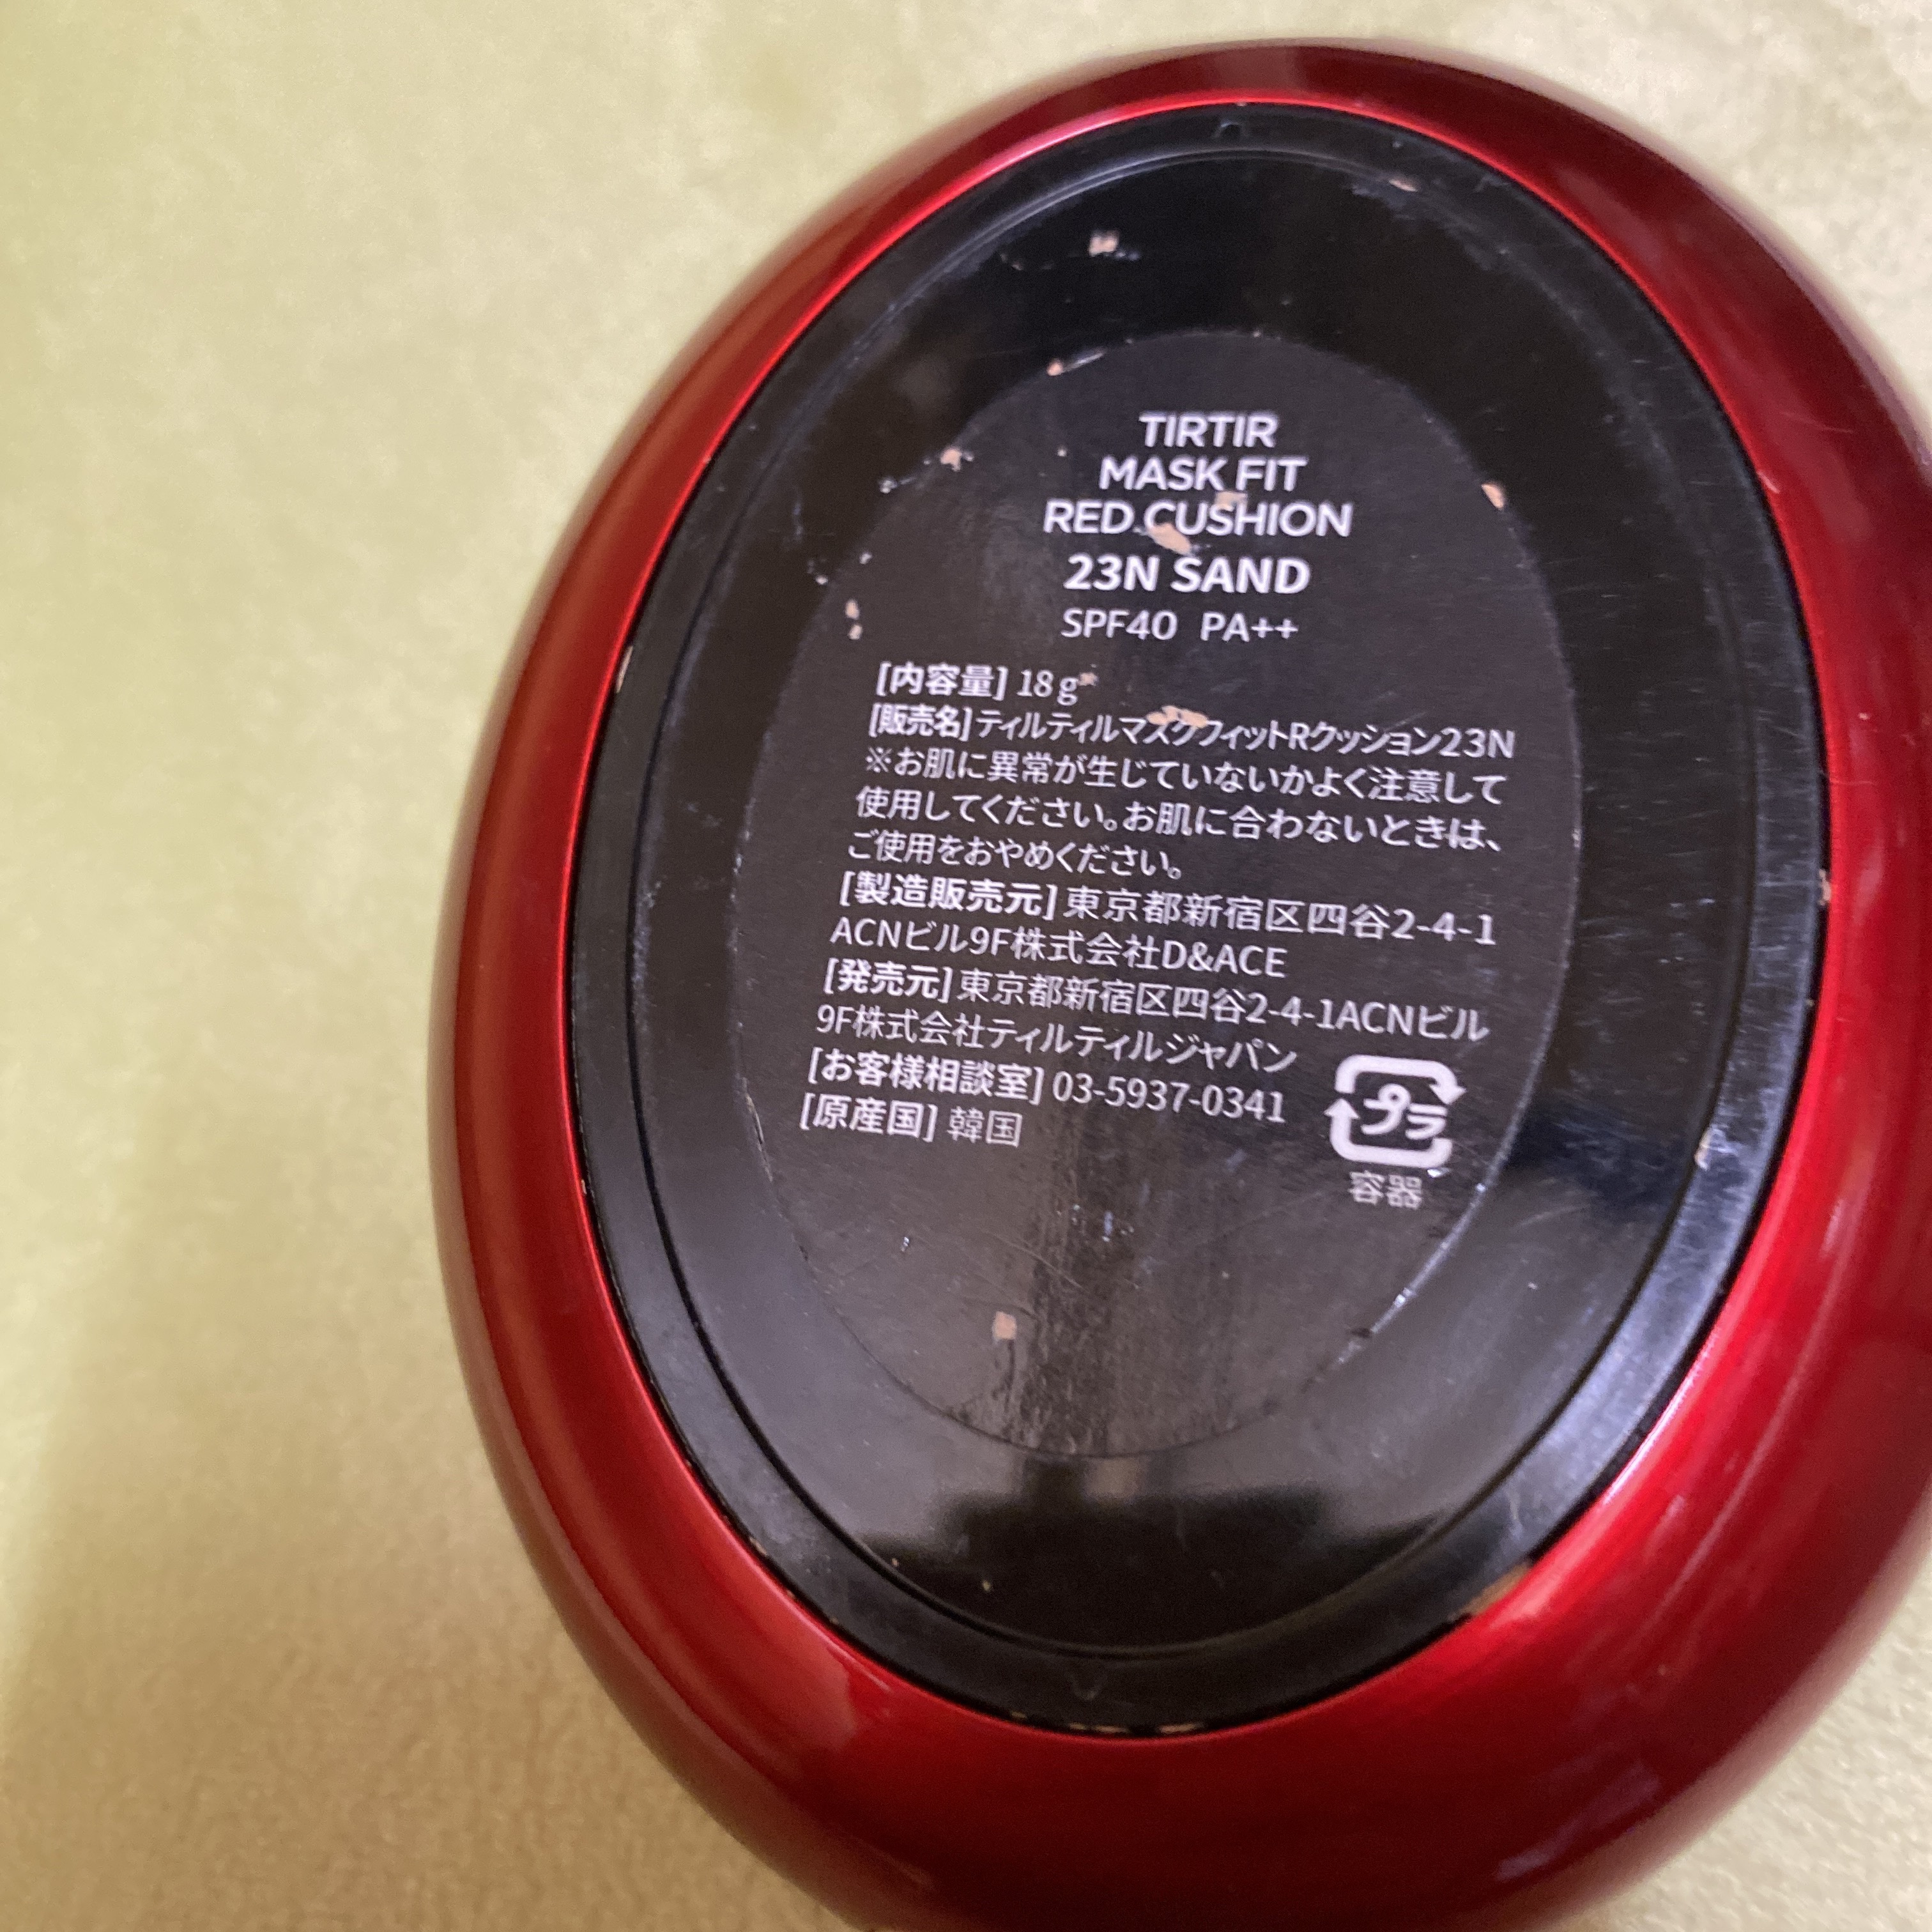 TIRTIR
MASK FIT
RED CUSHION
23N SAND
SPF40 PA++
[内容量] 18g
[販売名]ティルティルマスクフィットRクッション23N
※お肌に異常が生じていないかよく注意して
使用してください。お肌に合わないときは、
ご使用をおやめください。
[製造販売元]東京都新宿区四谷2-4-1
ACNビル9F株式会社D&ACE
[発売元]東京都新宿区四谷2-4-1ACNビル
9F株式会社ティルティルジャパン
[お客様相談室] 03-5937-0341
[原産国] 韓国
プラ
容器